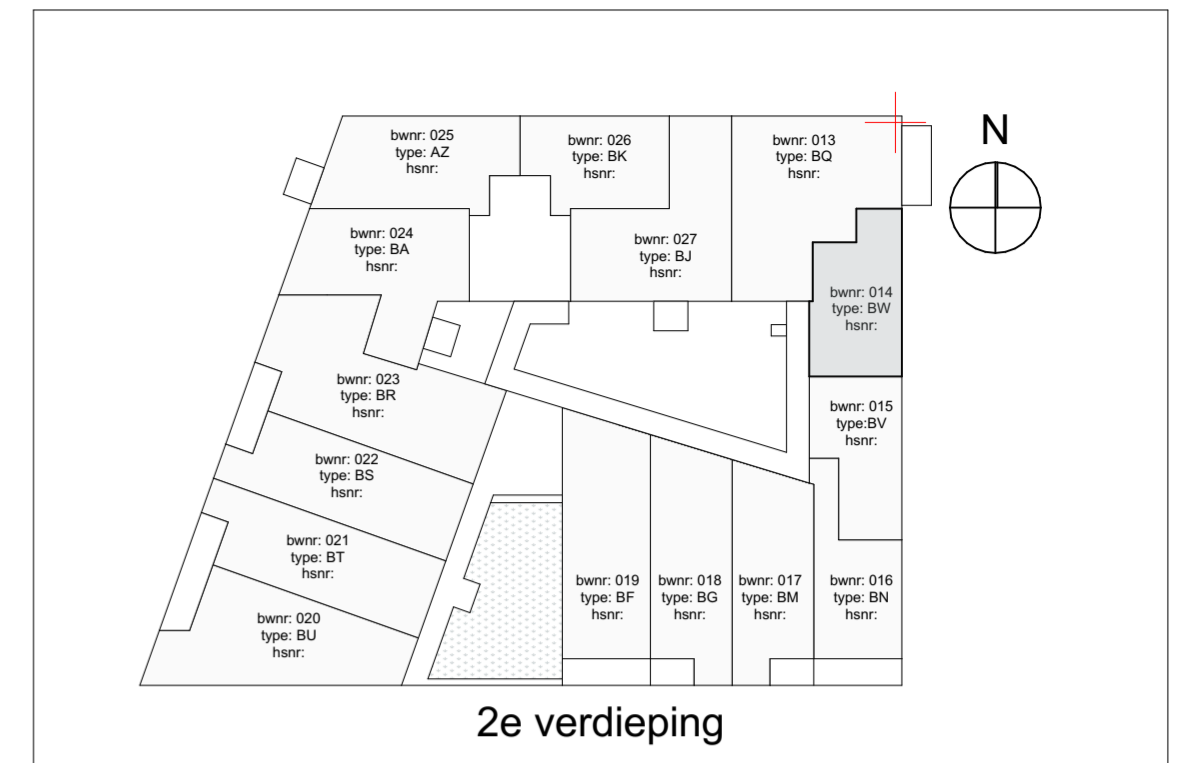 bwnr: 025
type: AZ
hsnr:
bwnr: 026
type: BK
hsnr:
bwnr: 013
type: BQ
hsnr:
N
bwnr: 024
type: BA
hsnr:
bwnr: 027
type: BJ
hsnr:
bwnr: 014
type: BW
hsnr:
bwnr: 023
type: BR
hsnr:
bwnr: 015
type:BV
hsnr:
bwnr: 022
type: BS
hsnr:
bwnr: 021
type: BT
hsnr:
bwnr: 019
type: BF
hsnr:
bwnr: 018
type: BG
hsnr:
bwnr: 017
type: BM
hsnr:
bwnr: 016
type: BN
hsnr:
bwnr: 020
type: BU
hsnr:
2e verdieping